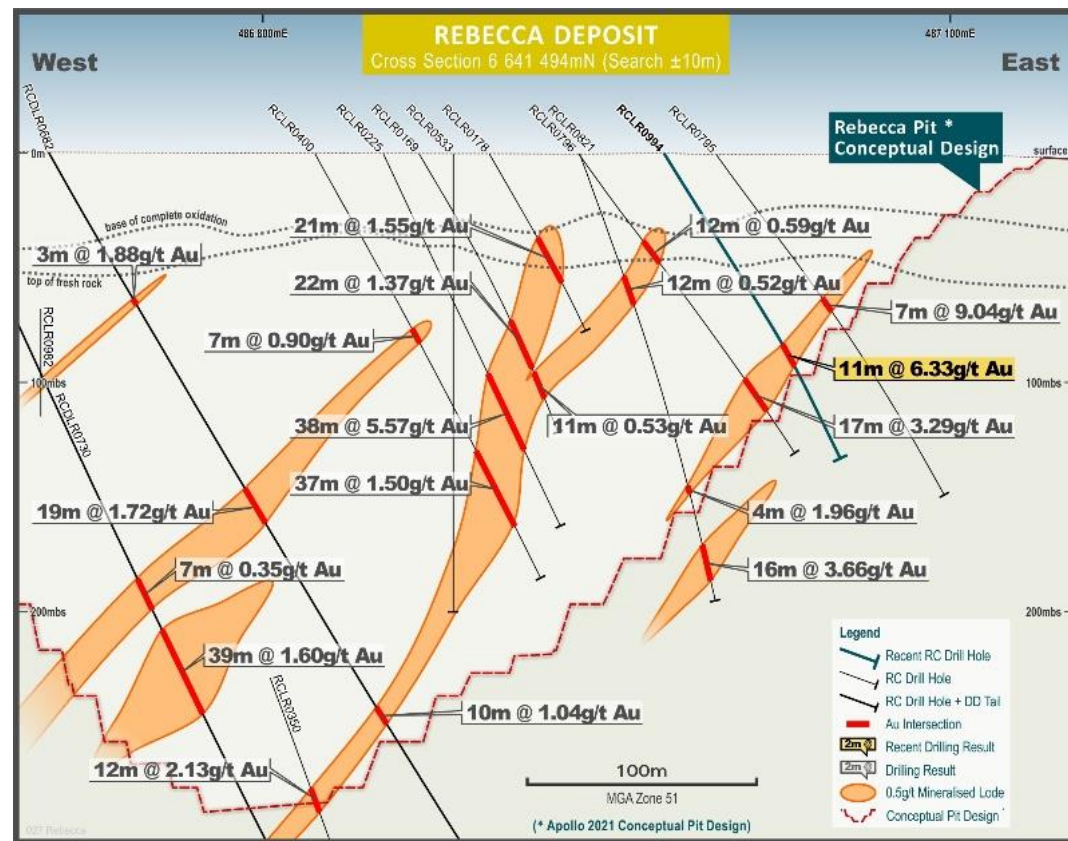 486 800mE
REBECCA DEPOSIT
Cross Section 6 641 494mN (Search ±10m)
487 100mE
West
East
RCDLR0682
RCLR0400
RCLR0225
RCLR0169
RCLR0533
RCLR0178
RCLR0796
RCLR0821
RCLR0994
RCLR0795
Rebecca Pit *
Conceptual Design
0m
surface
base of complete oxidation
21m @ 1.55g/t Au
12m @ 0.59g/t Au
3m @ 1.88g/t Au
top of fresh rock
22m @ 1.37g/t Au
12m @ 0.52g/t Au
7m @ 9.04g/t Au
7m @ 0.90g/t Au
RCLR0982
11m @ 6.33g/t Au
100mbs
100mbs
RCDLR0730
38m @ 5.57g/t Au
11m @ 0.53g/t Au
17m @ 3.29g/t Au
37m @ 1.50g/t Au
19m @ 1.72g/t Au
4m @ 1.96g/t Au
7m @ 0.35g/t Au
16m @ 3.66g/t Au
200mbs
200mbs
39m @ 1.60g/t Au
RCLR0350
10m @ 1.04g/t Au
12m @ 2.13g/t Au
100m
MGA Zone 51
(* Apollo 2021 Conceptual Pit Design)
Legend
Recent RC Drill Hole
RC Drill Hole
RC Drill Hole + DD Tail
Au Intersection
2m @
Recent Drilling Result
2m @
Drilling Result
0.5g/t Mineralised Lode
Conceptual Pit Design
027 Rebecca